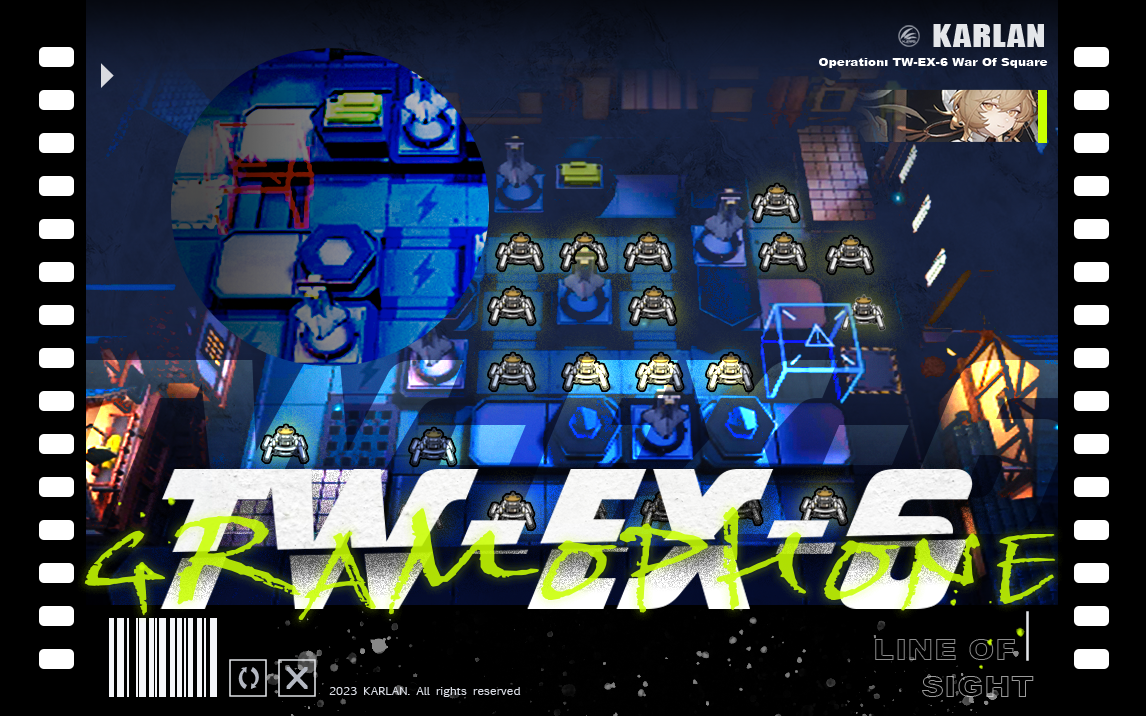 KARLAN
Operation: TW-EX-6 War Of Square
TW-EX-6
GRAMOPHONE
2023 KARLAN. All rights reserved
LINE OF
SIGHT